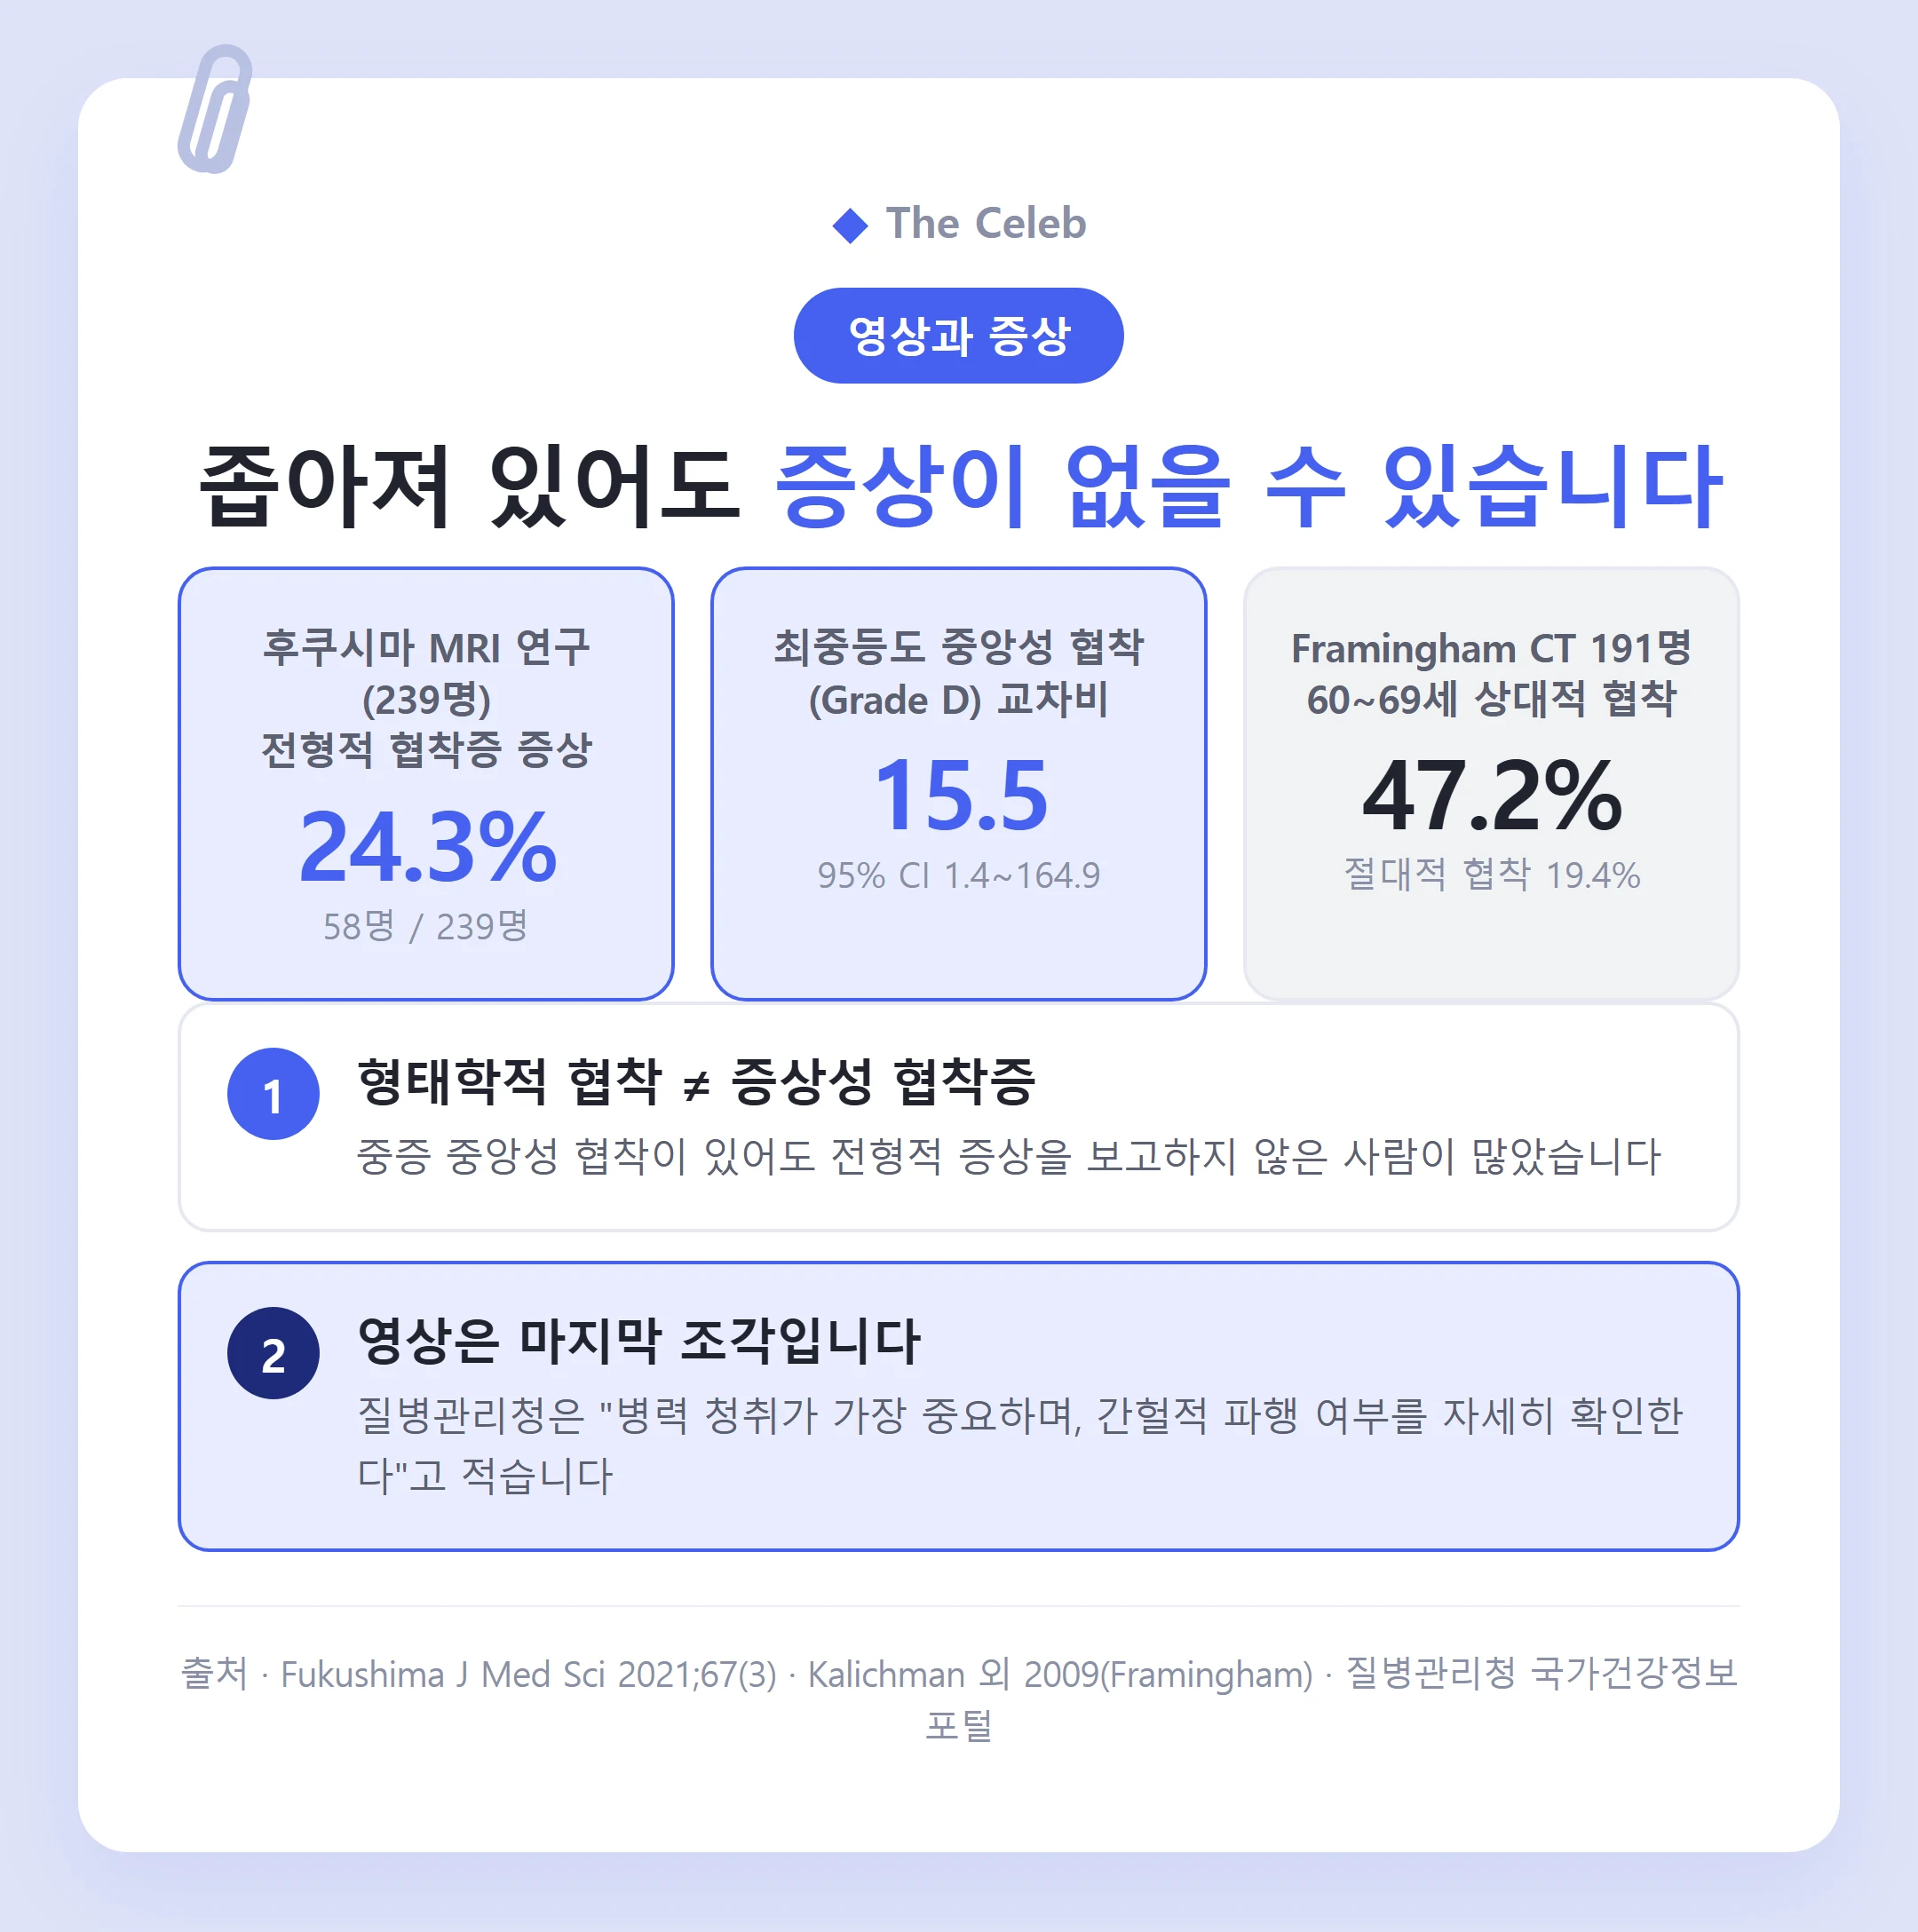 The Celeb
영상과 증상
좁아져 있어도 증상이 없을 수 있습니다
후쿠시마 MRI 연구
(239명)
전형적 협착증 증상
24.3%
58명 / 239명
최중등도 중앙성 협착
(Grade D) 교차비
15.5
95% CI 1.4~164.9
Framingham CT 191명
60~69세 상대적 협착
47.2%
절대적 협착 19.4%
1
형태학적 협착 ≠ 증상성 협착증
중증 중앙성 협착이 있어도 전형적 증상을 보고하지 않은 사람이 많았습니다
2
영상은 마지막 조각입니다
질병관리청은 "병력 청취가 가장 중요하며, 간헐적 파행 여부를 자세히 확인한
다"고 적습니다
출처 · Fukushima J Med Sci 2021;67(3) · Kalichman 외 2009(Framingham) · 질병관리청 국가건강정보
포털